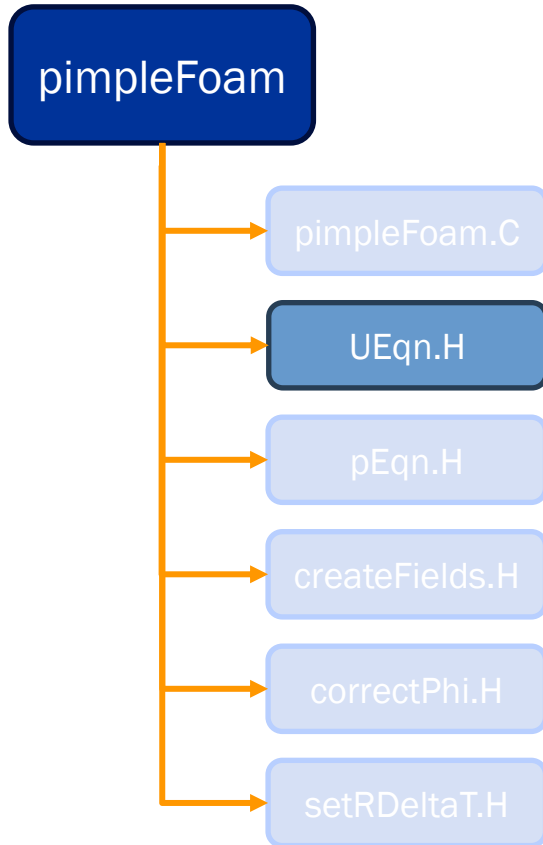 pimpleFoam
pimpleFoam.C
UEqn.H
pEqn.H
createFields.H
correctPhi.H
setRDeltaT.H